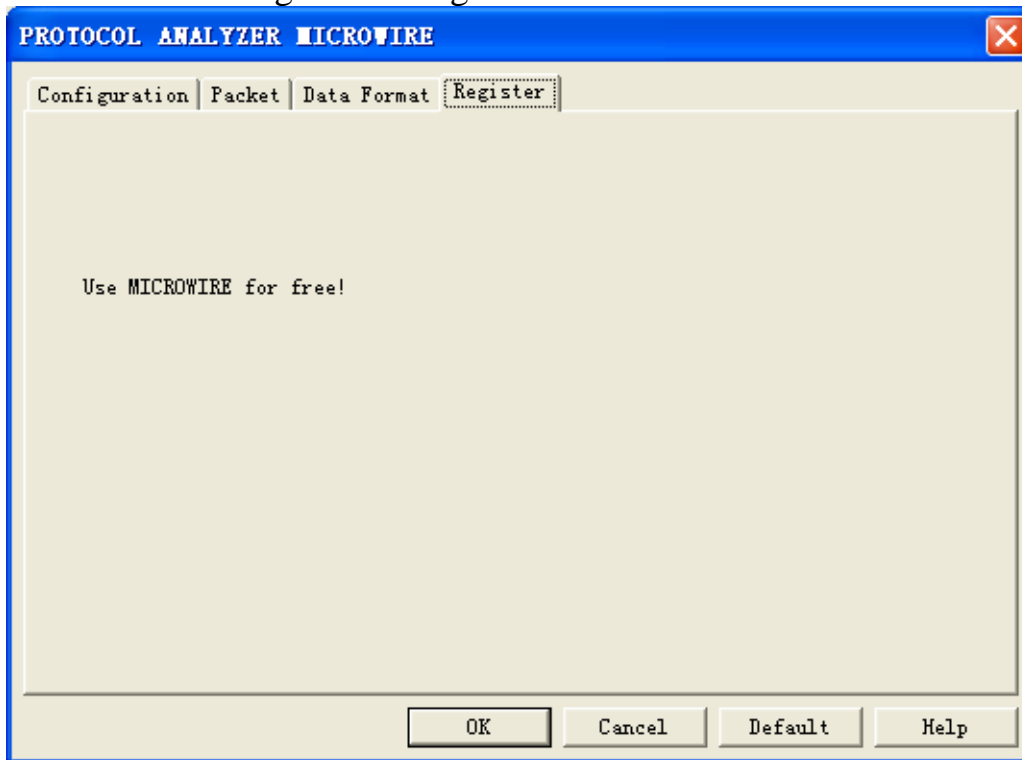 PROTOCOL ANALYZER MICROWIRE
Configuration Packet Data Format Register
Use MICROWIRE for free!
OK Cancel Default Help